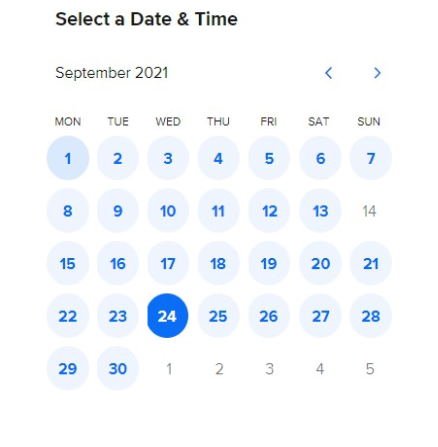 Select a Date & Time
September 2021
MON TUE WED THU FRI SAT SUN
1 2 3 4 5 6 7
8 9 10 11 12 13 14
15 16 17 18 19 20 21
22 23 24 25 26 27 28
29 30 1 2 3 4 5